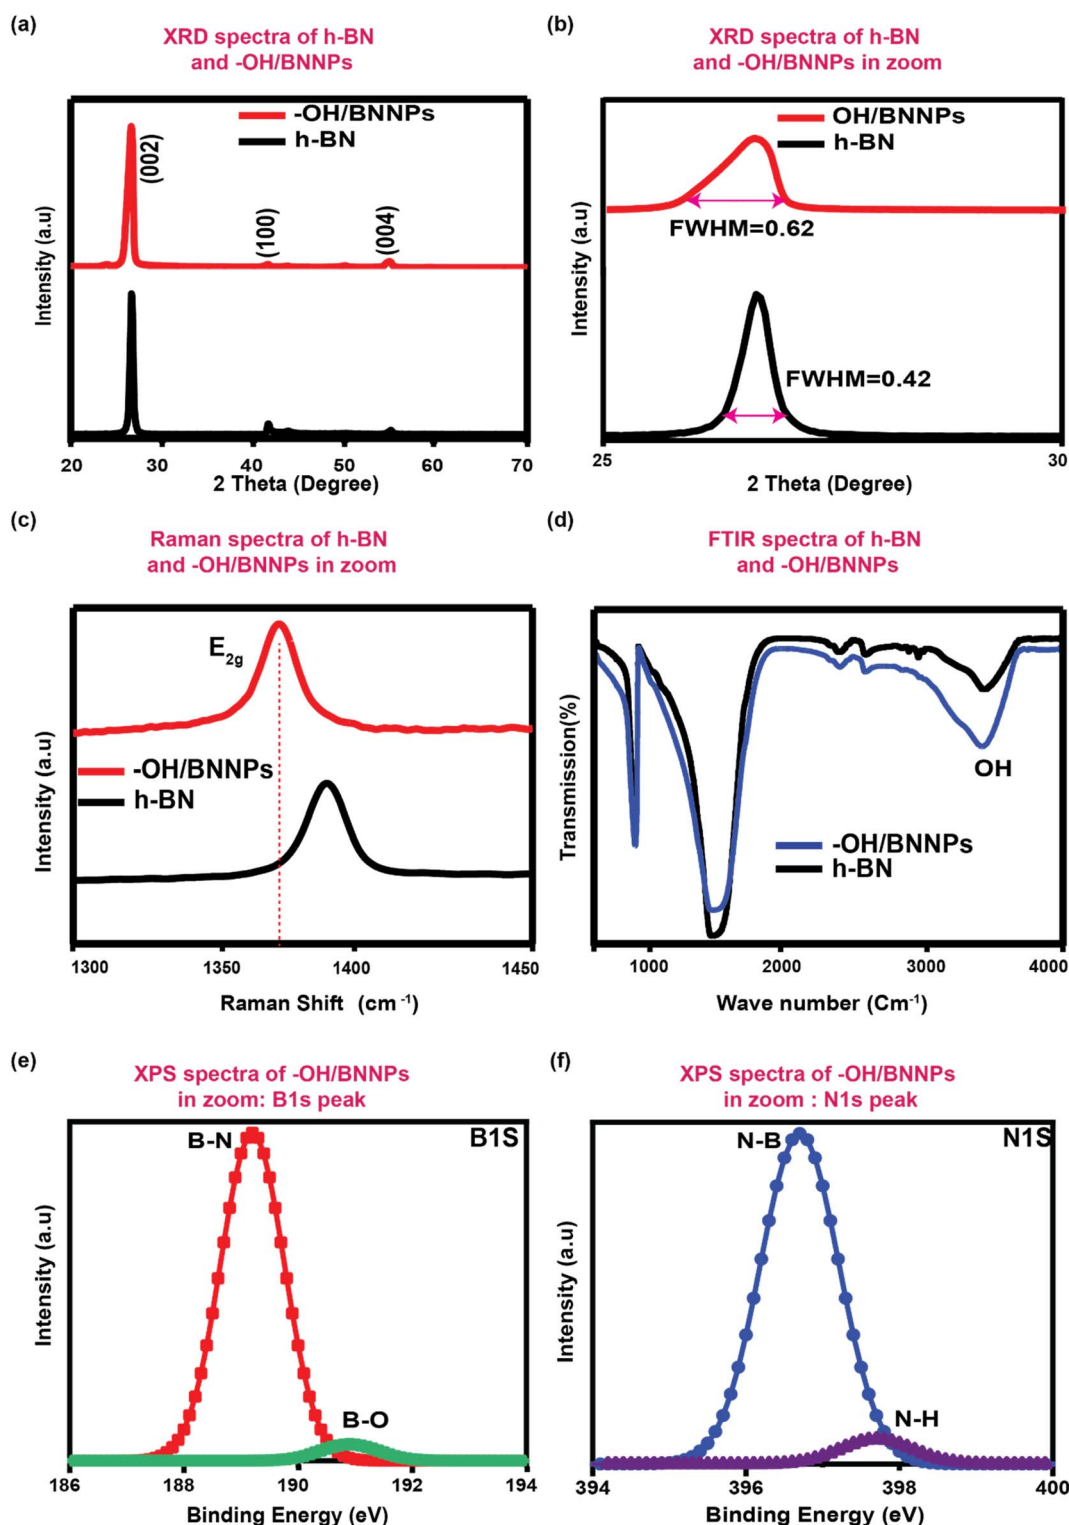 (a)
XRD spectra of h-BN
and -OH/BNNPs
-OH/BNNPs
h-BN
(002)
(100)
(004)
Intensity (a.u)
20 30 40 50 60 70
2 Theta (Degree)
(b)
XRD spectra of h-BN
and -OH/BNNPs in zoom
OH/BNNPs
h-BN
FWHM=0.62
FWHM=0.42
Intensity (a.u)
25 30
2 Theta (Degree)
(c)
Raman spectra of h-BN
and -OH/BNNPs in zoom
E2g
-OH/BNNPs
h-BN
Intensity (a.u)
1300 1350 1400 1450
Raman Shift (cm-1)
(d)
FTIR spectra of h-BN
and -OH/BNNPs
OH
-OH/BNNPs
h-BN
Transmission(%)
1000 2000 3000 4000
Wave number (Cm-1)
(e)
XPS spectra of -OH/BNNPs
in zoom: B1s peak
B-N
B1S
B-O
Intensity (a.u)
186 188 190 192 194
Binding Energy (eV)
(f)
XPS spectra of -OH/BNNPs
in zoom : N1s peak
N-B
N1S
N-H
Intensity (a.u)
394 396 398 400
Binding Energy (eV)